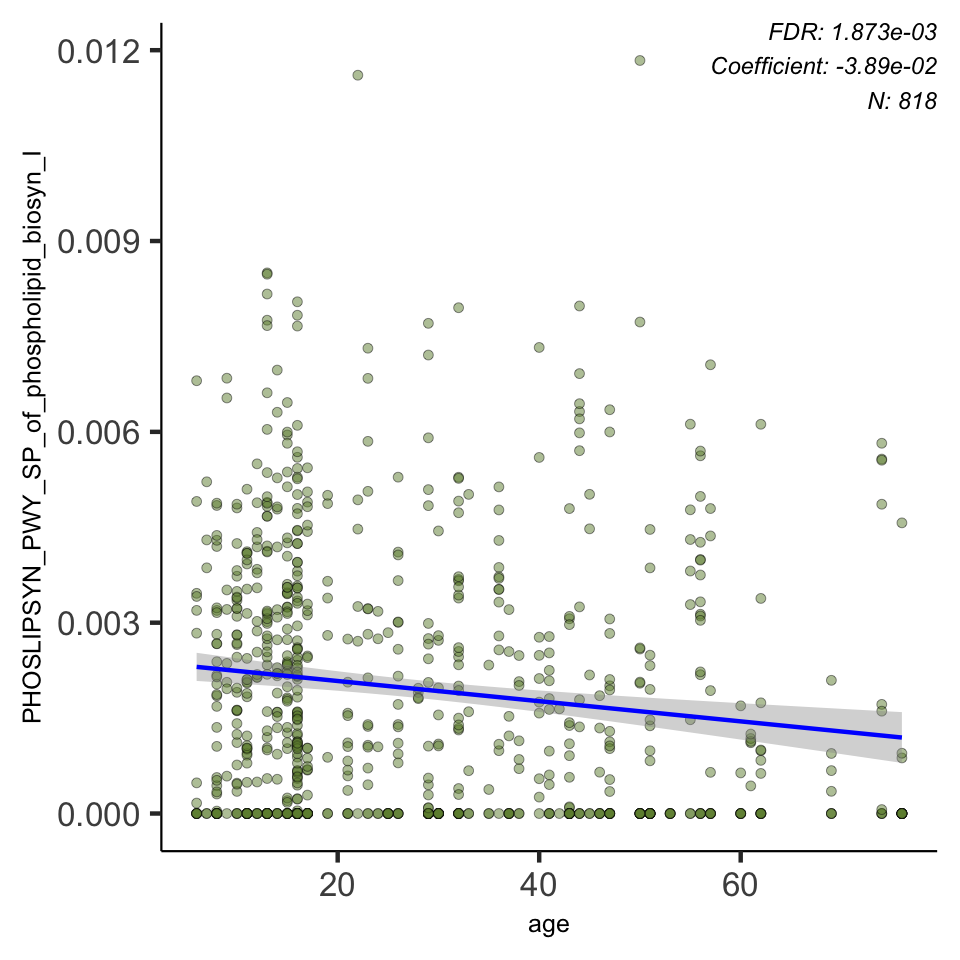 FDR: 1.873e-03
Coefficient: -3.89e-02
N: 818
PHOSLIPSYN_PWY_SP_of_phospholipid_biosyn_I
0.012
0.009
0.006
0.003
0.000
20 40 60
age